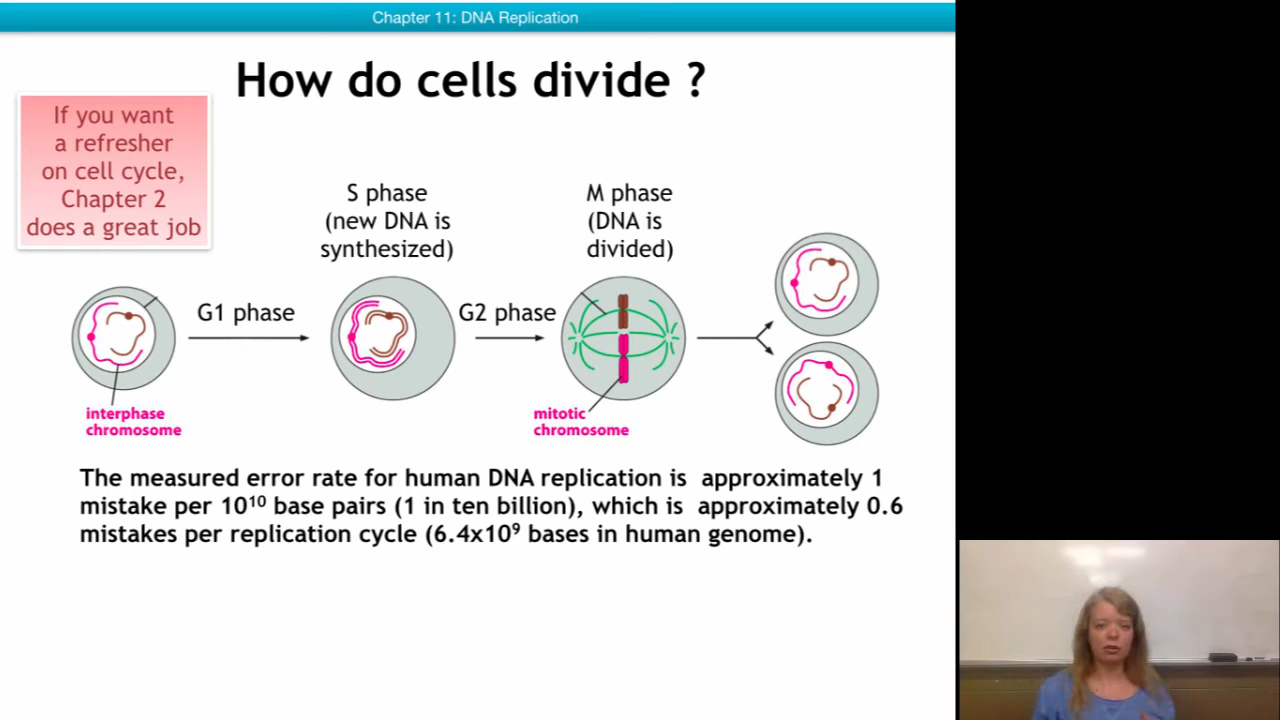 Chapter 11: DNA Replication
How do cells divide ?
If you want
a refresher
on cell cycle,
Chapter 2
does a great job
S phase
(new DNA is
synthesized)
M phase
(DNA is
divided)
G1 phase
G2 phase
interphase
chromosome
mitotic
chromosome
The measured error rate for human DNA replication is approximately 1
mistake per 10¹⁰ base pairs (1 in ten billion), which is approximately 0.6
mistakes per replication cycle (6.4x10⁹ bases in human genome).